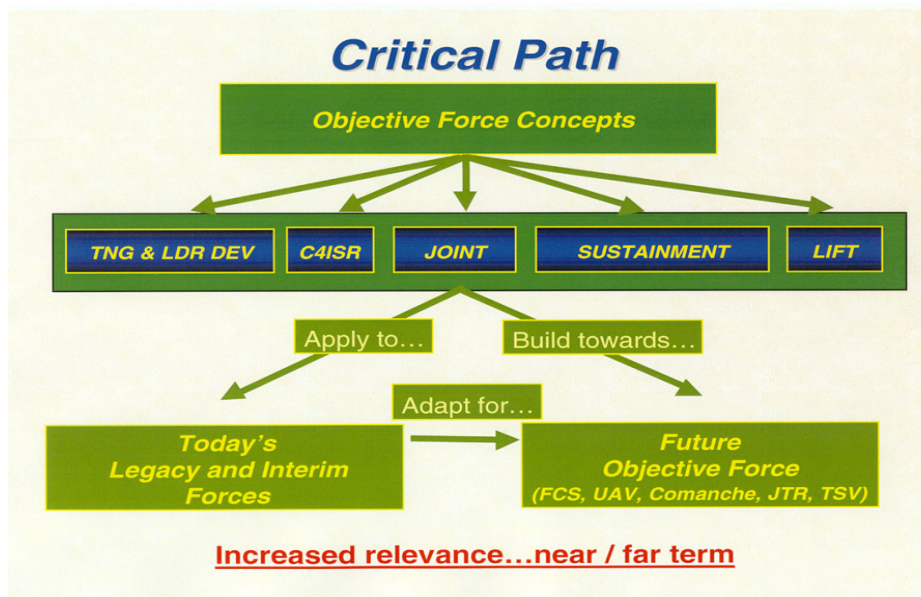 Critical Path
Objective Force Concepts
TNG & LDR DEV
C4ISR
JOINT
SUSTAINMENT
LIFT
Apply to…
Build towards…
Adapt for…
Today's
Legacy and Interim
Forces
Future
Objective Force
(FCS, UAV, Comanche, JTR, TSV)
Increased relevance…near / far term